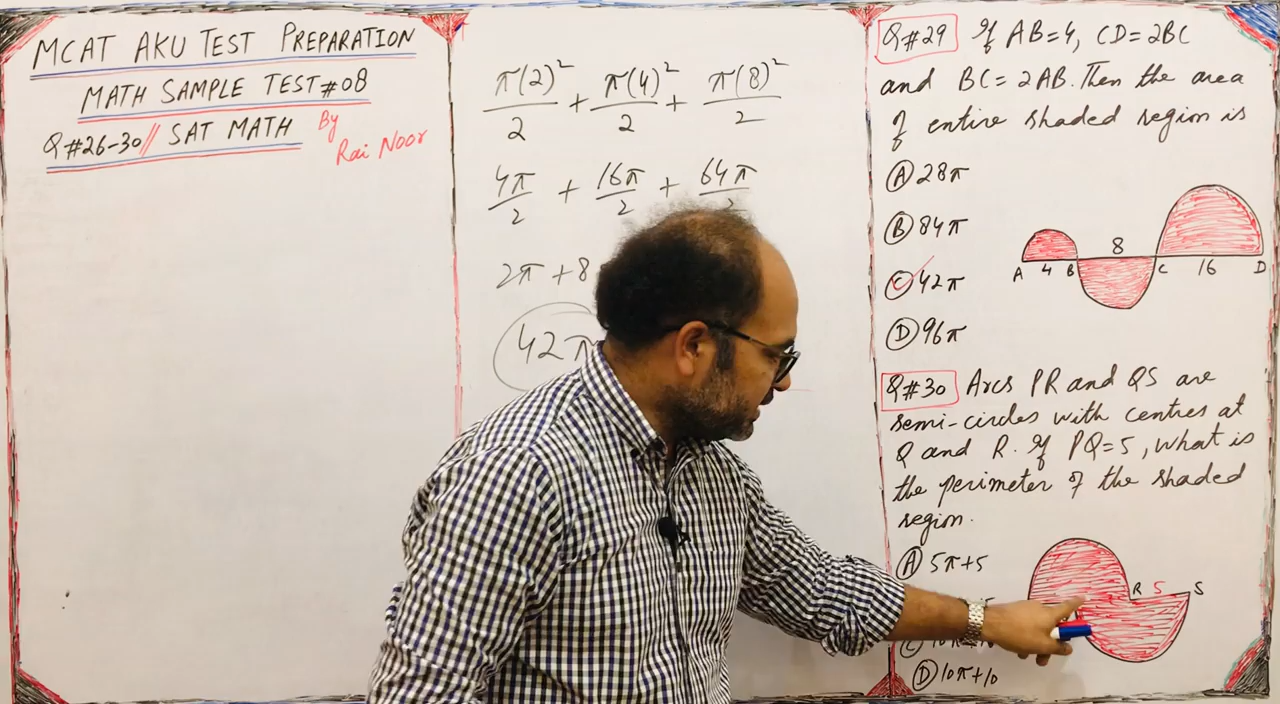 MCAT AKU TEST PREPARATION
MATH SAMPLE TEST #08
Q#26-30// SAT MATH By
Rai Noor
π(2)²/2 + π(4)²/2 + π(8)²/2
4π/2 + 16π/2 + 64π/2
2π + 8
42π
Q#29 If AB=4, CD=2BC
and BC=2AB. Then the area
of entire shaded region is
A 28π
B 84π
C 42π
D 96π
A 4 B 8 C 16 D
Q#30 Arcs PR and QS are
semi-circles with centres at
Q and R. If PQ=5, what is
the perimeter of the shaded
region.
A 5π+5
D 10π+10
R 5 S